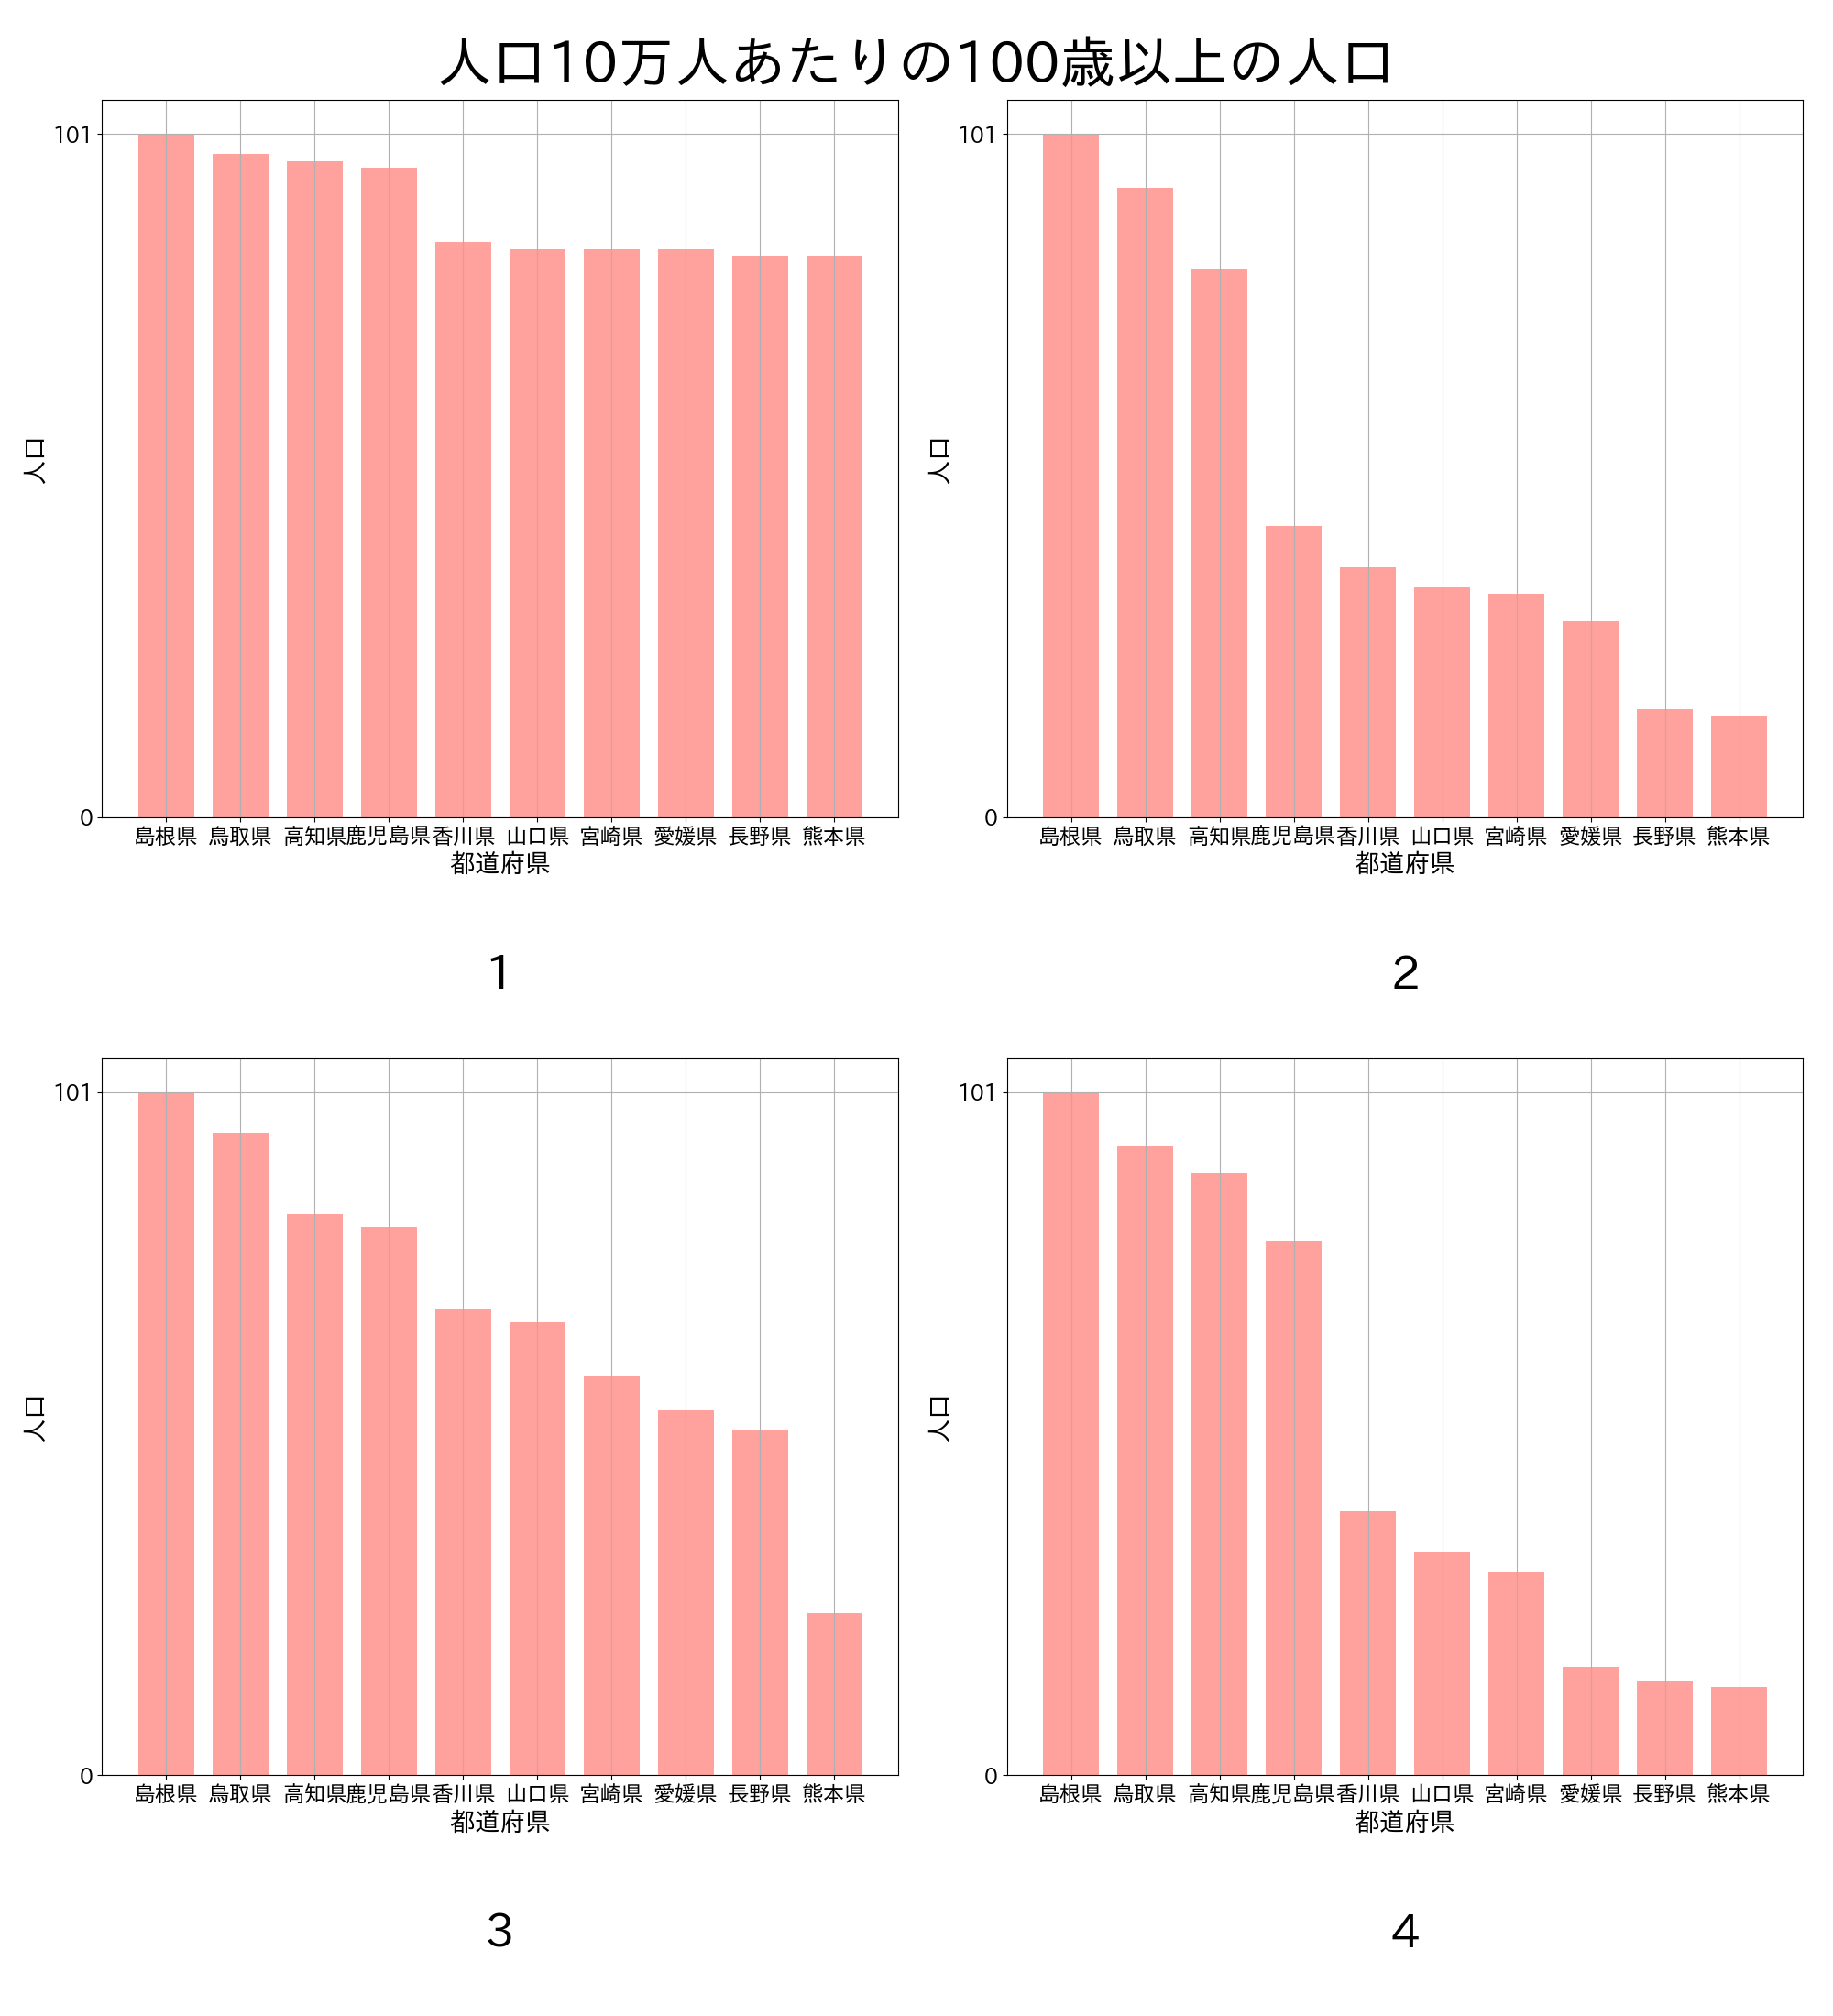 人口10万人あたりの100歳以上の人口
101
0
人口
島根県 鳥取県 高知県 鹿児島県 香川県 山口県 宮崎県 愛媛県 長野県 熊本県
都道府県
1
101
0
人口
島根県 鳥取県 高知県 鹿児島県 香川県 山口県 宮崎県 愛媛県 長野県 熊本県
都道府県
2
101
0
人口
島根県 鳥取県 高知県 鹿児島県 香川県 山口県 宮崎県 愛媛県 長野県 熊本県
都道府県
3
101
0
人口
島根県 鳥取県 高知県 鹿児島県 香川県 山口県 宮崎県 愛媛県 長野県 熊本県
都道府県
4